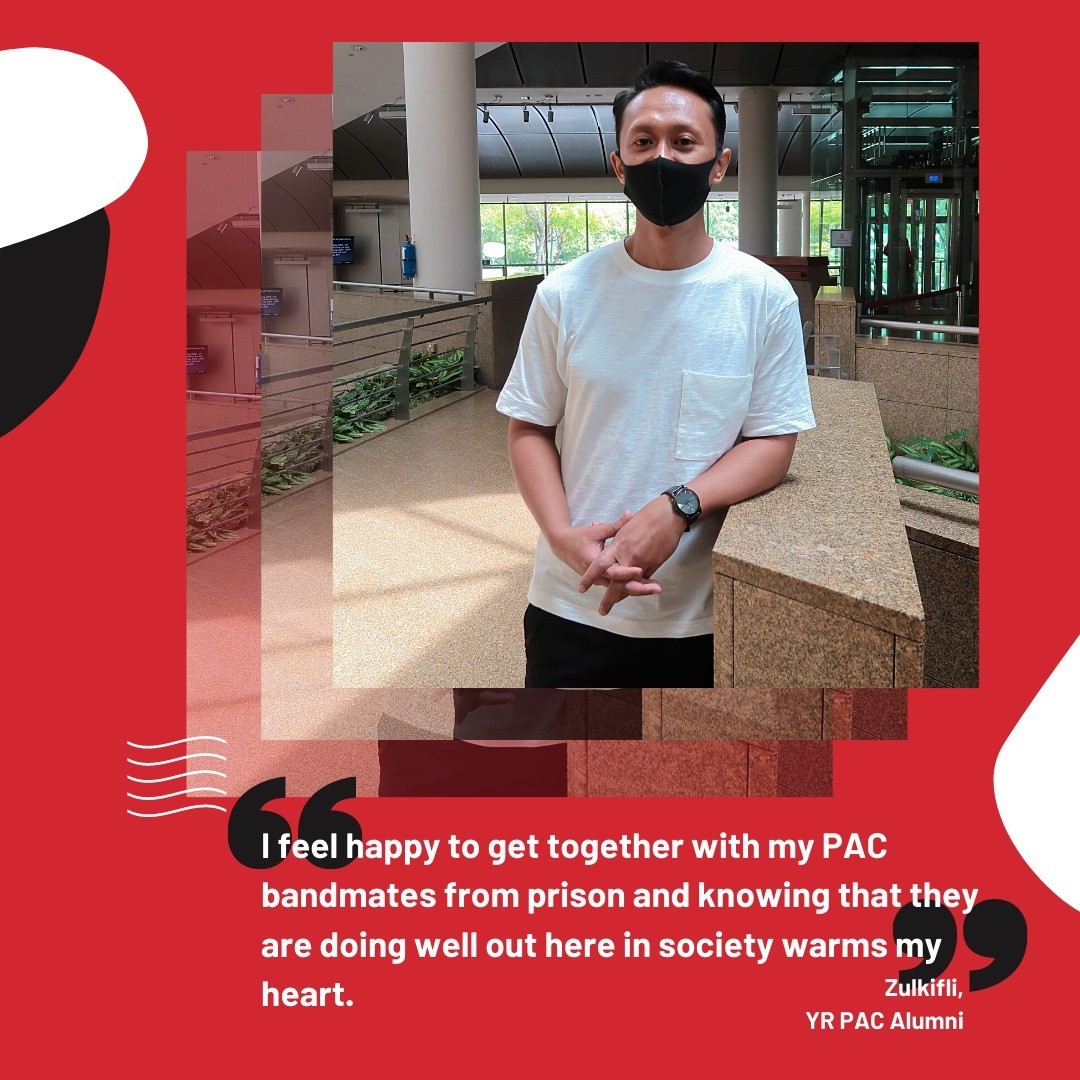 I feel happy to get together with my PAC
bandmates from prison and knowing that they
are doing well out here in society warms my
heart.
Zulkifli,
YR PAC Alumni